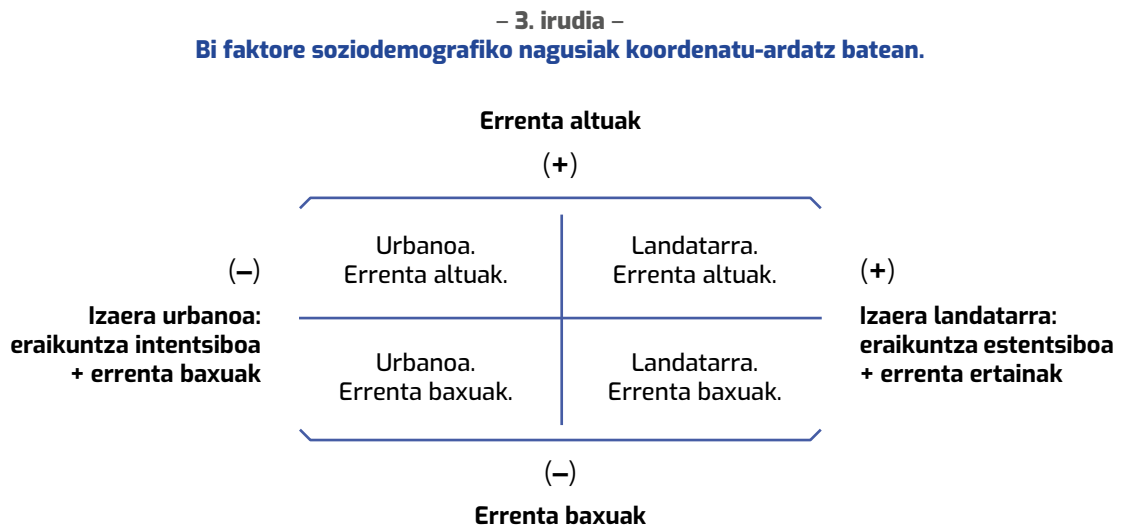 – 3. irudia –
Bi faktore soziodemografiko nagusiak koordenatu-ardatz batean.
Errenta altuak
(+)
Urbanoa.
Errenta altuak.
Landatarra.
Errenta altuak.
(–)
Izaera urbanoa:
eraikuntza intentsiboa
+ errenta baxuak
(+)
Izaera landatarra:
eraikuntza estentsiboa
+ errenta ertainak
Urbanoa.
Errenta baxuak.
Landatarra.
Errenta baxuak.
(–)
Errenta baxuak